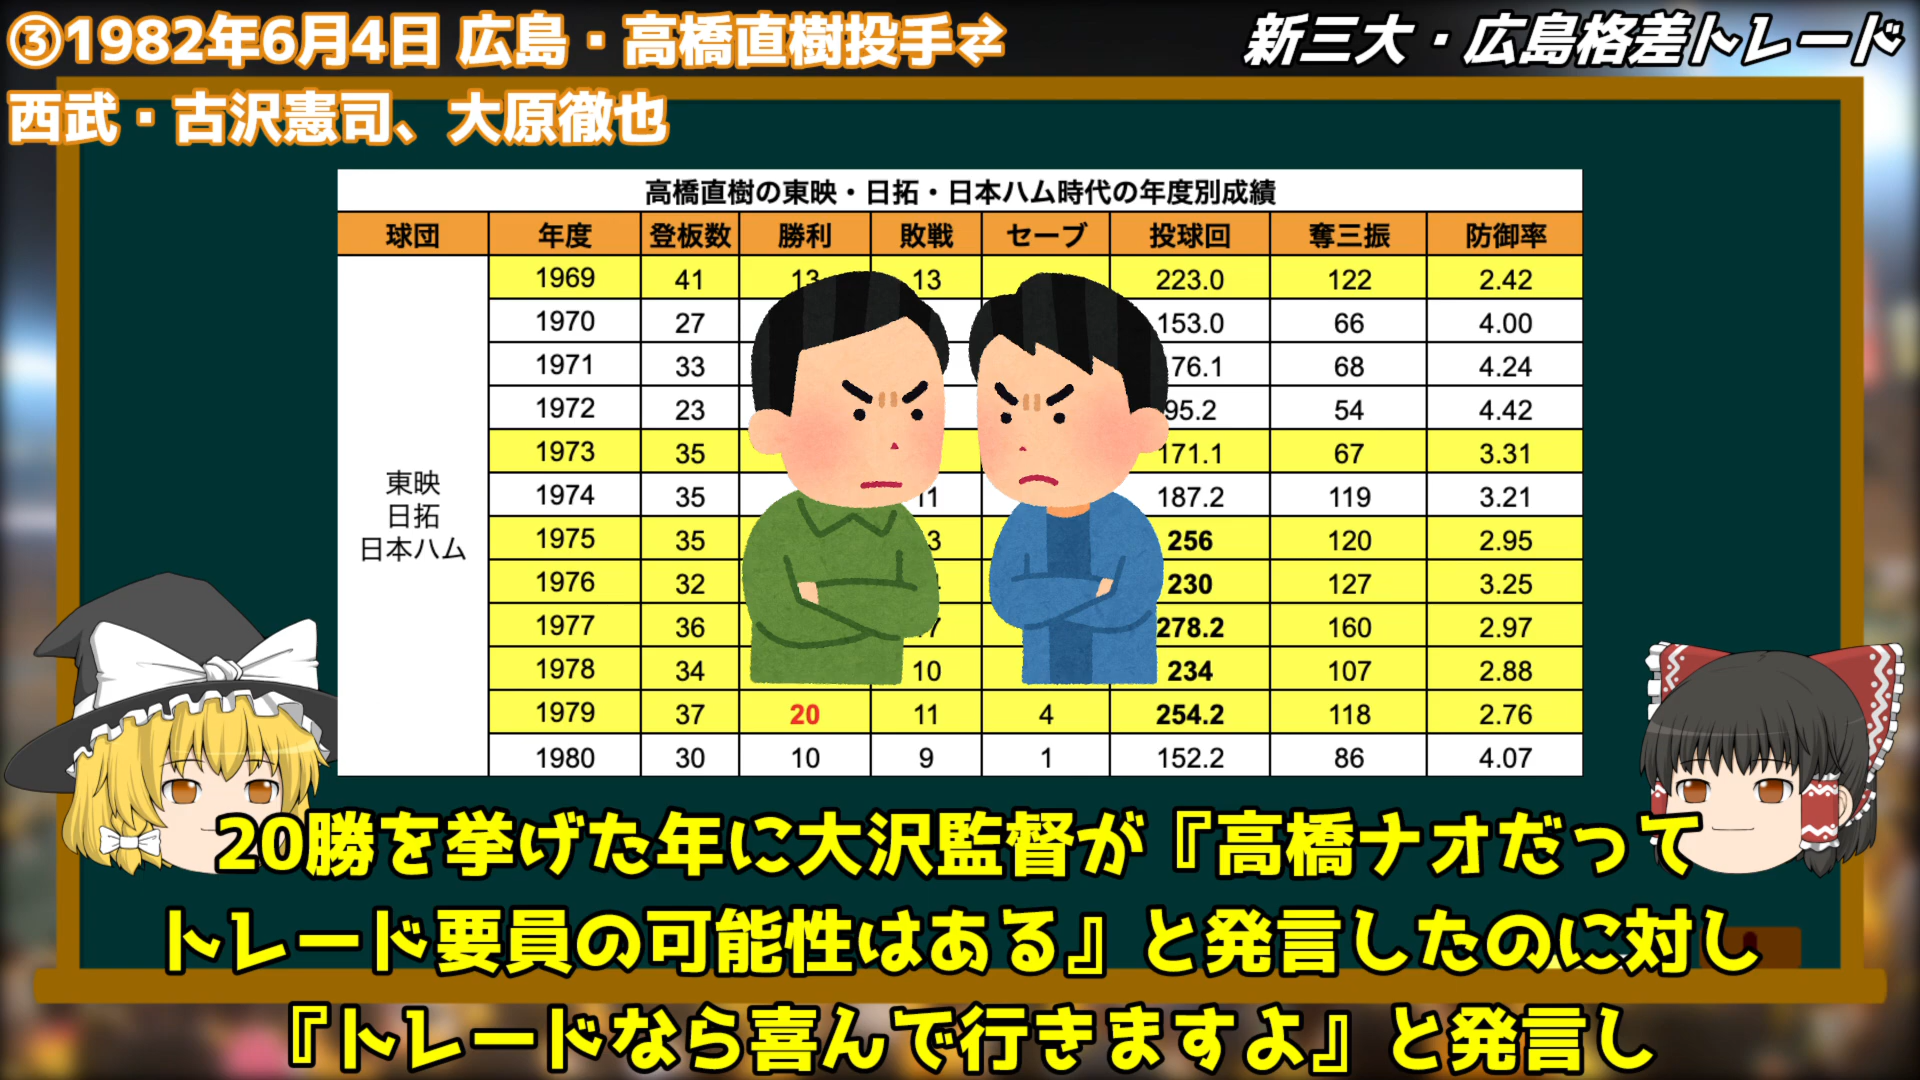 ③1982年6月4日 広島・高橋直樹投手⇄
西武・古沢憲司、大原徹也
新三大・広島格差トレード
高橋直樹の東映・日拓・日本ハム時代の年度別成績
球団 年度 登板数 勝利 敗戦 セーブ 投球回 奪三振 防御率
東映
日拓
日本ハム
1969 41 13 13 223.0 122 2.42
1970 27 153.0 66 4.00
1971 33 76.1 68 4.24
1972 23 95.2 54 4.42
1973 35 171.1 67 3.31
1974 35 11 187.2 119 3.21
1975 35 3 256 120 2.95
1976 32 230 127 3.25
1977 36 7 278.2 160 2.97
1978 34 10 234 107 2.88
1979 37 20 11 4 254.2 118 2.76
1980 30 10 9 1 152.2 86 4.07
20勝を挙げた年に大沢監督が『高橋ナオだって
トレード要員の可能性はある』と発言したのに対し
『トレードなら喜んで行きますよ』と発言し